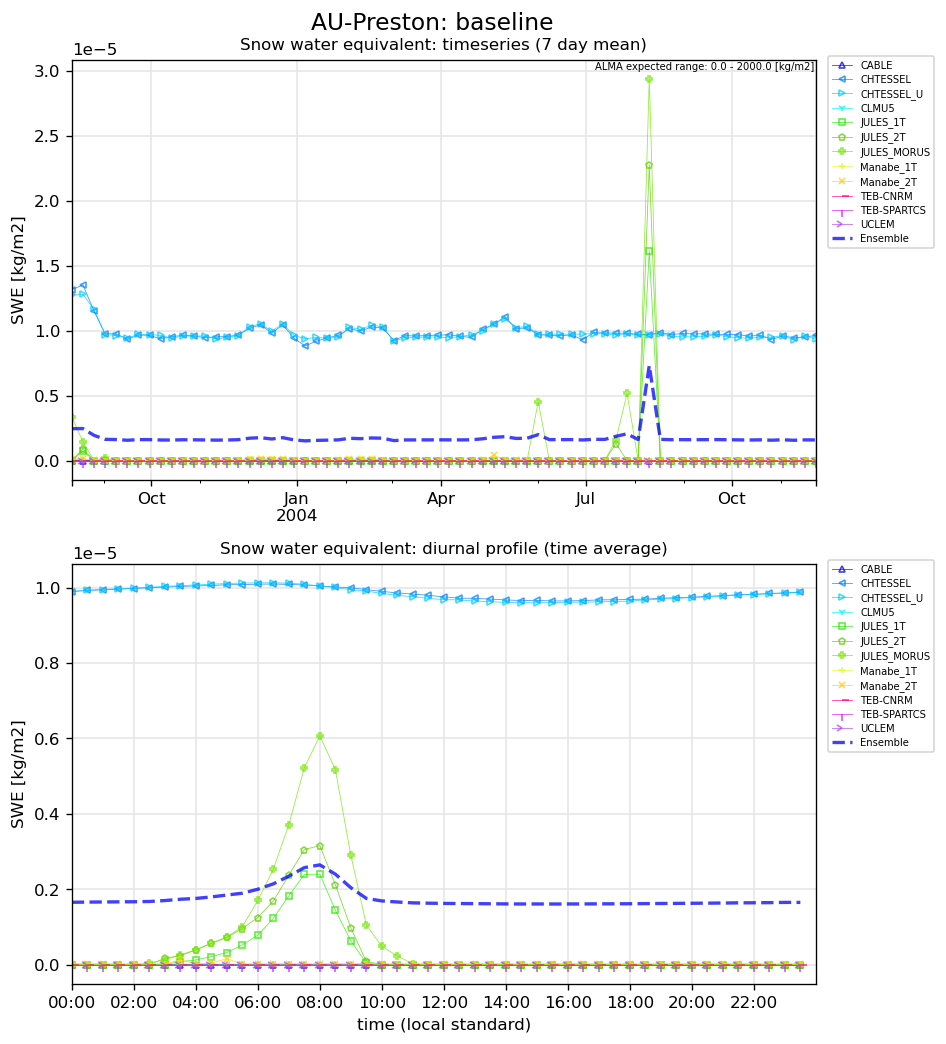 AU-Preston: baseline
Snow water equivalent: timeseries (7 day mean)
1e−5
ALMA expected range: 0.0 - 2000.0 [kg/m2]
SWE [kg/m2]
3.0
2.5
2.0
1.5
1.0
0.5
0.0
Oct
Jan
2004
Apr
Jul
Oct
CABLE
CHTESSEL
CHTESSEL_U
CLMU5
JULES_1T
JULES_2T
JULES_MORUS
Manabe_1T
Manabe_2T
TEB-CNRM
TEB-SPARTCS
UCLEM
Ensemble
Snow water equivalent: diurnal profile (time average)
1e−5
SWE [kg/m2]
1.0
0.8
0.6
0.4
0.2
0.0
00:00
02:00
04:00
06:00
08:00
10:00
12:00
14:00
16:00
18:00
20:00
22:00
time (local standard)
CABLE
CHTESSEL
CHTESSEL_U
CLMU5
JULES_1T
JULES_2T
JULES_MORUS
Manabe_1T
Manabe_2T
TEB-CNRM
TEB-SPARTCS
UCLEM
Ensemble